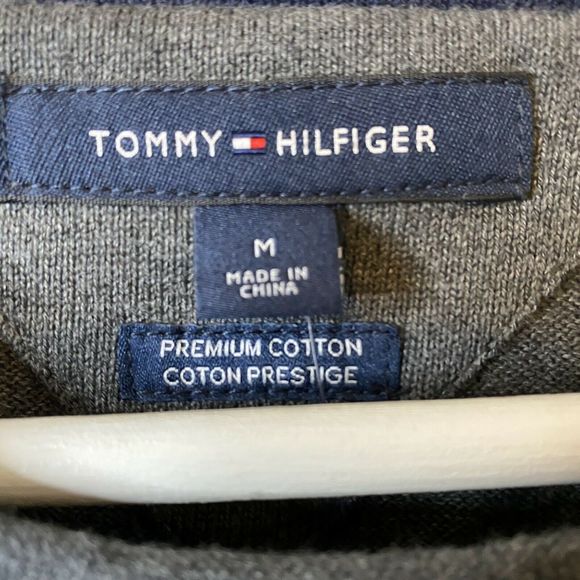 TOMMY HILFIGER
M
MADE IN
CHINA
PREMIUM COTTON
COTON PRESTIGE